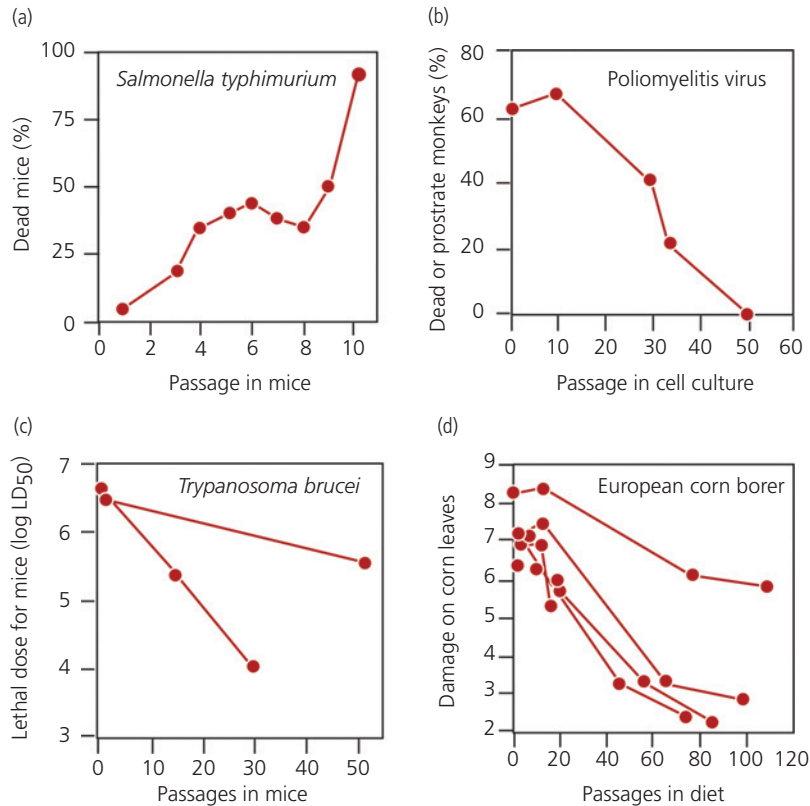 (a)
100
75
50
25
0
Dead mice (%)
Salmonella typhimurium
0 2 4 6 8 10
Passage in mice
(b)
80
60
40
20
0
Dead or prostrate monkeys (%)
Poliomyelitis virus
0 10 20 30 40 50 60
Passage in cell culture
(c)
7
6
5
4
3
Lethal dose for mice (log LD50)
Trypanosoma brucei
0 10 20 30 40 50
Passages in mice
(d)
9
8
7
6
5
4
3
2
Damage on corn leaves
European corn borer
0 20 40 60 80 100 120
Passages in diet